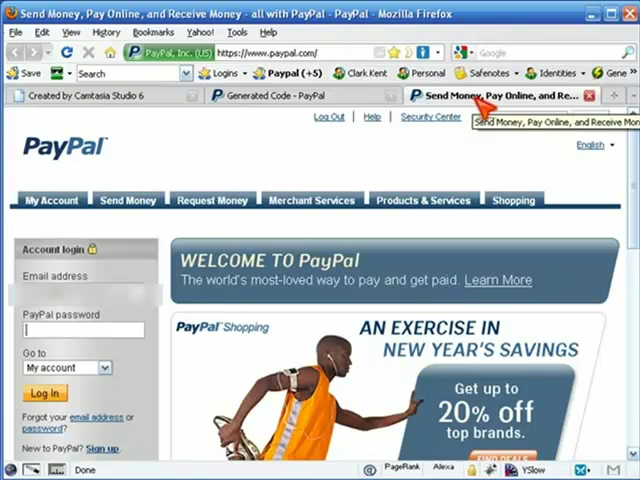 Send Money, Pay Online, and Receive Money - all with PayPal - PayPal - Mozilla Firefox
File Edit View History Bookmarks Yahoo! Tools Help
PayPal, Inc. (US) https://www.paypal.com/ Google
Save Search Logins Paypal (+5) Clark Kent Personal Safenotes Identities Gene
Created by Camtasia Studio 6 Generated Code - PayPal Send Money, Pay Online, and Re...
Send Money, Pay Online, and Receive Mon
Log Out Help Security Center
PayPal
English
My Account Send Money Request Money Merchant Services Products & Services Shopping
Account login
Email address
PayPal password
Go to
My account
Log In
Forgot your email address or
password?
New to PayPal? Sign up.
WELCOME TO PayPal
The world's most-loved way to pay and get paid. Learn More
PayPal Shopping
AN EXERCISE IN
NEW YEAR'S SAVINGS
Get up to
20% off
top brands.
FIND DEALS
Done PageRank Alexa YSlow